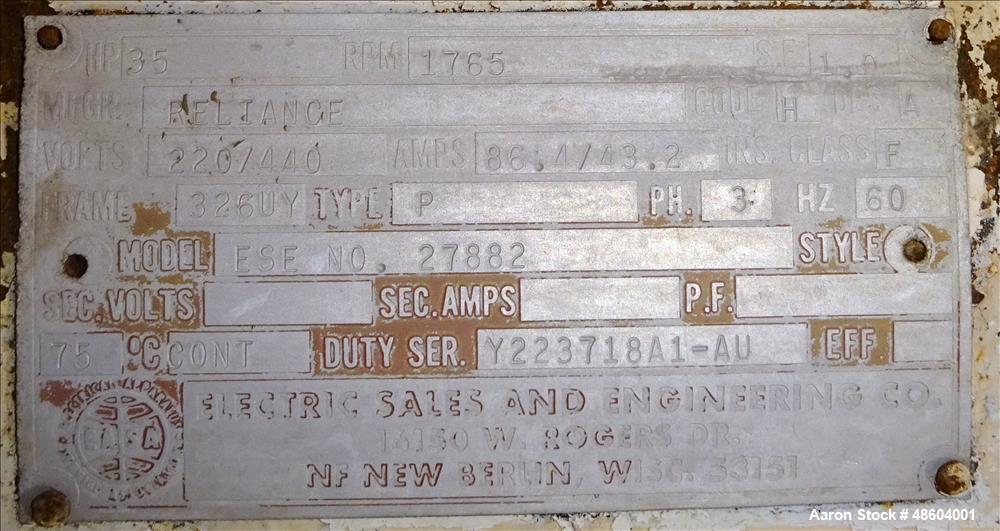 HP 35 RPM 1765 S.F. 1.0
MFGR. RELIANCE CODE H DES. A
VOLTS 220/440 AMPS 86.4/43.2 INS. CLASS F
FRAME 326UY TYPE P PH. 3 HZ 60
MODEL ESE NO. 27882 STYLE
SEC. VOLTS SEC. AMPS P.F.
75 °C CONT DUTY SER. Y223718A1-AU EFF.
ELECTRIC SALES AND ENGINEERING CO.
16150 W. ROGERS DR.
NF NEW BERLIN, WISC. 53151
Aaron Stock # 48604001